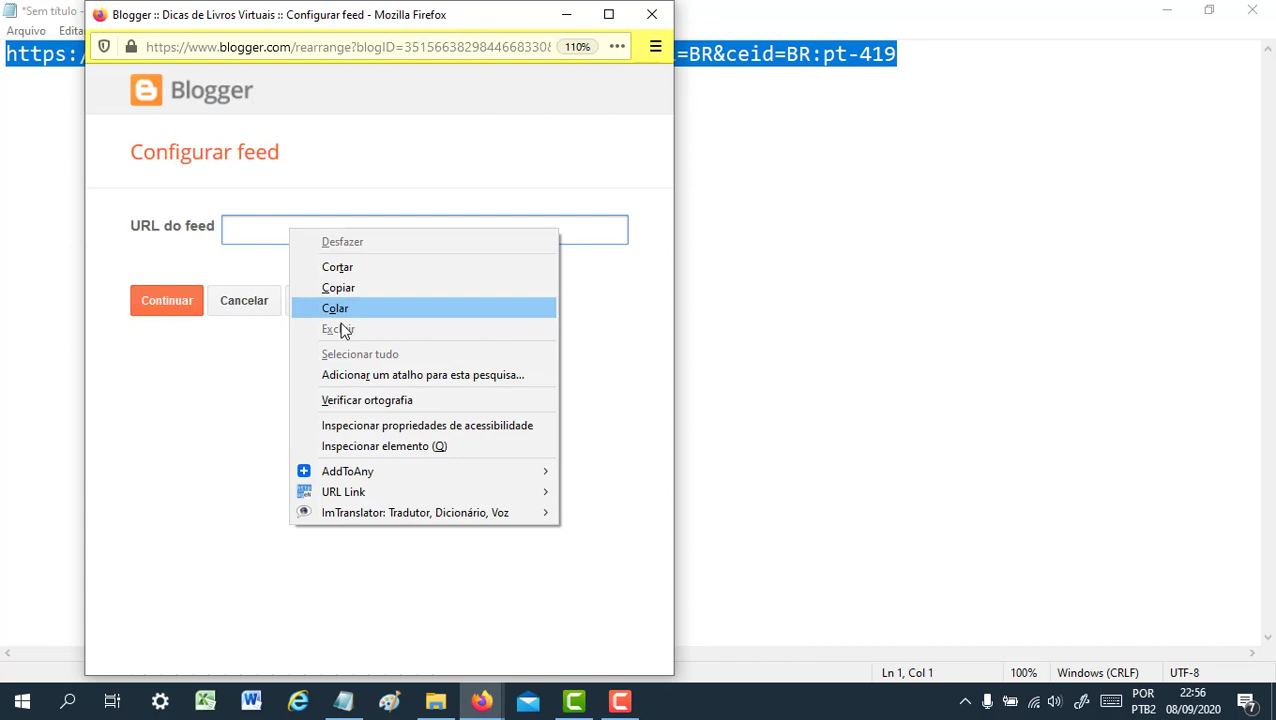 *Sem título -
Blogger :: Dicas de Livros Virtuais :: Configurar feed - Mozilla Firefox
Arquivo Edita
https://www.blogger.com/rearrange?blogID=35156638298446683308
110%
https:/
=BR&ceid=BR:pt-419
Blogger
Configurar feed
URL do feed
Desfazer
Cortar
Copiar
Continuar
Cancelar
Colar
Excluir
Selecionar tudo
Adicionar um atalho para esta pesquisa...
Verificar ortografia
Inspecionar propriedades de acessibilidade
Inspecionar elemento (Q)
AddToAny
URL Link
ImTranslator: Tradutor, Dicionário, Voz
Ln 1, Col 1
100%
Windows (CRLF)
UTF-8
POR
PTB2
22:56
08/09/2020
7